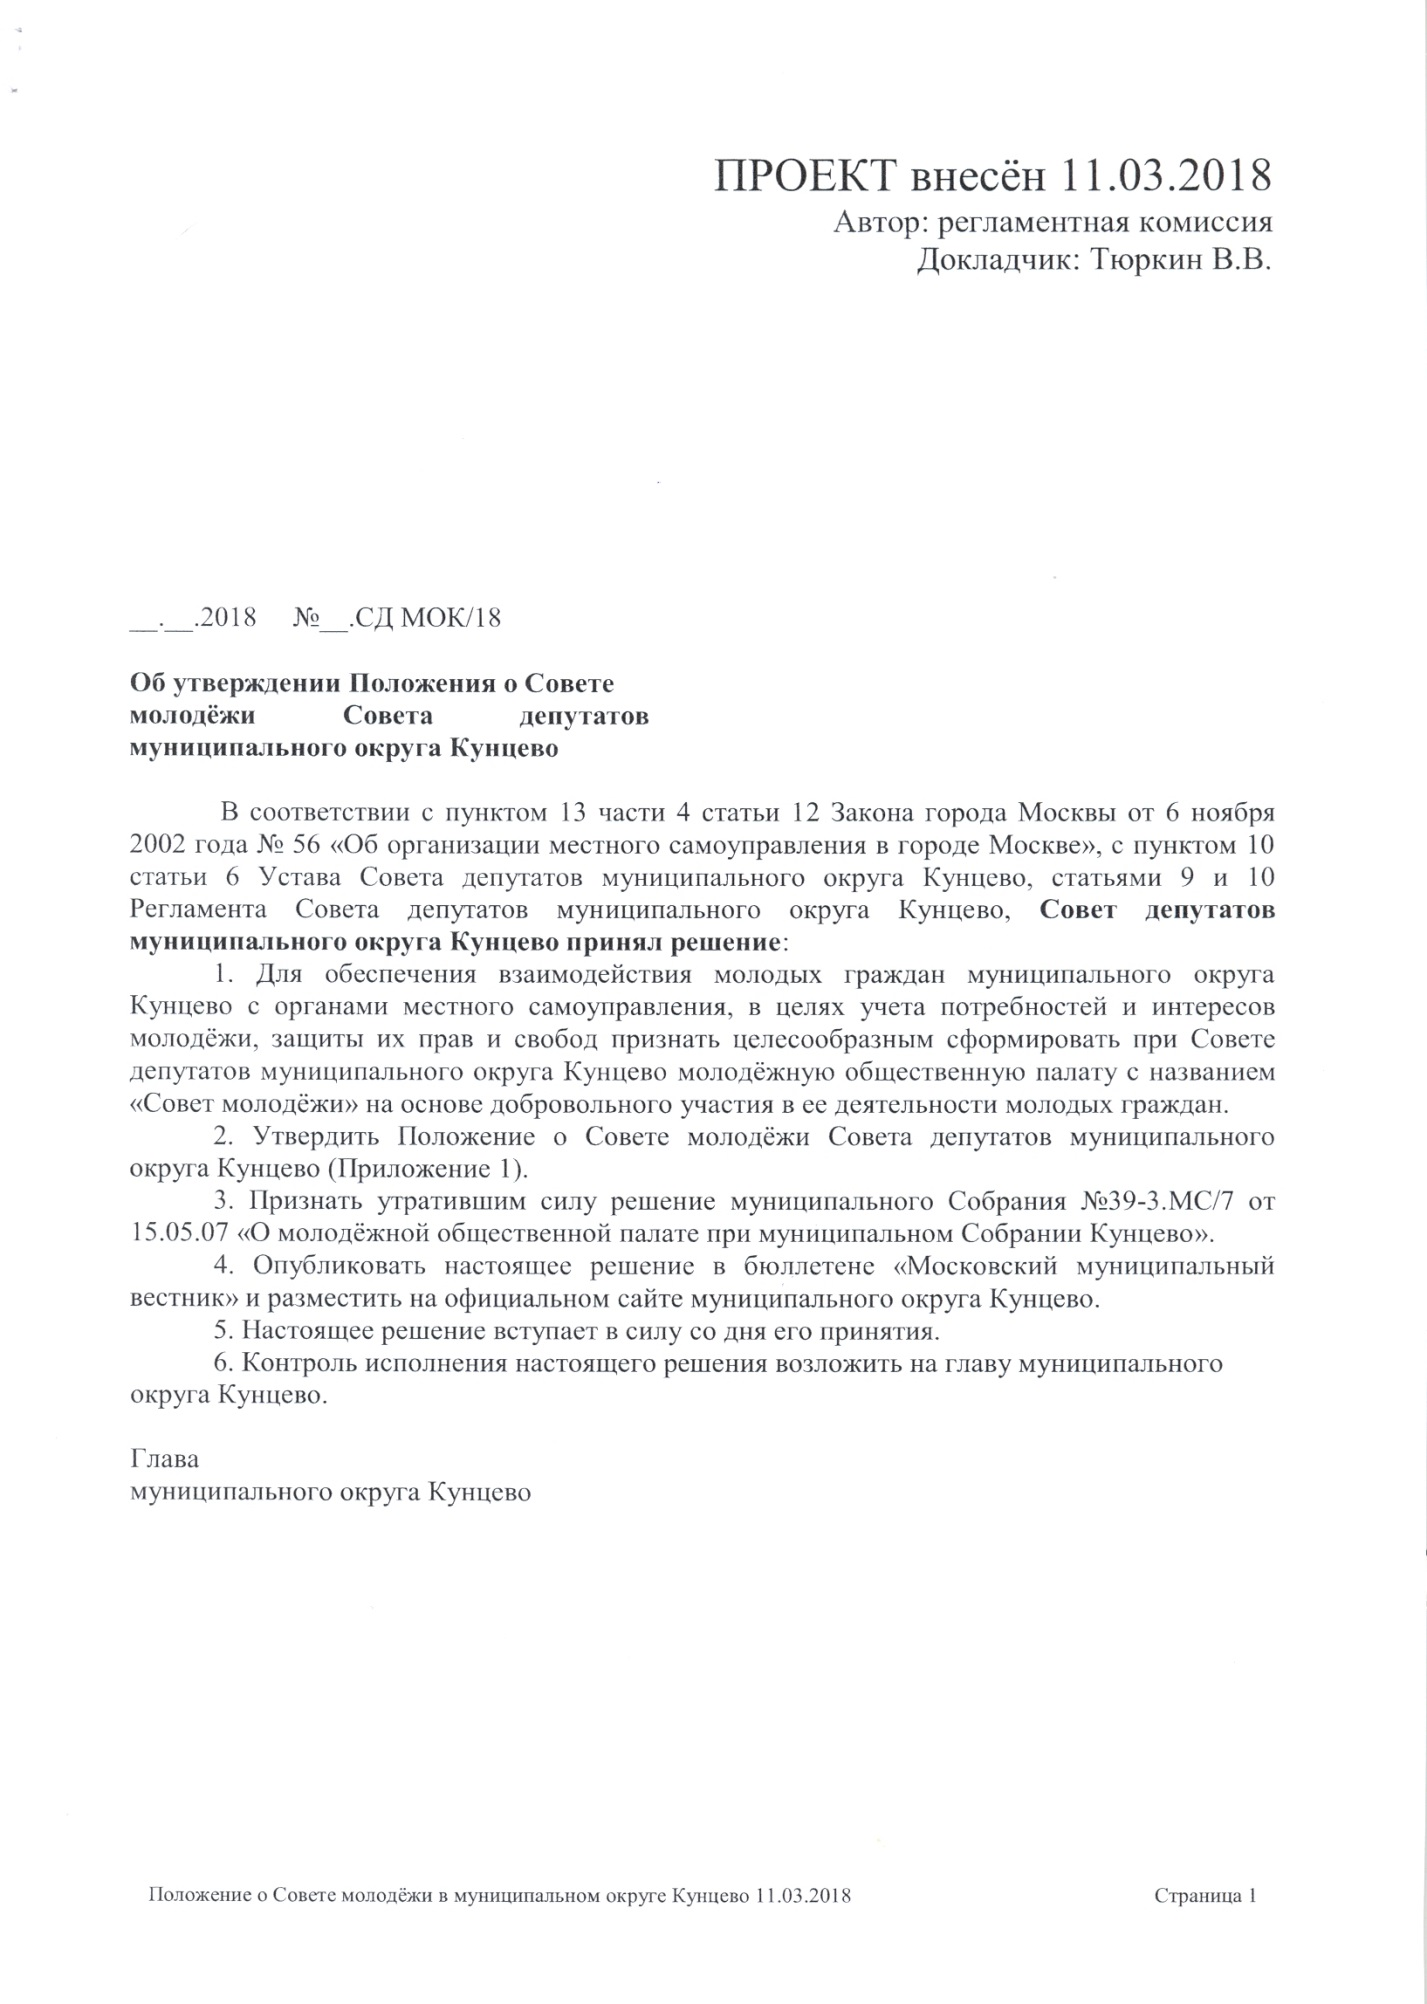 ПРОЕКТ внесён 11.03.2018
Автор: регламентная комиссия
Докладчик: Тюркин В.В.
__.__.2018 №__.СД МОК/18
Об утверждении Положения о Совете
молодёжи Совета депутатов
муниципального округа Кунцево
В соответствии с пунктом 13 части 4 статьи 12 Закона города Москвы от 6 ноября
2002 года № 56 «Об организации местного самоуправления в городе Москве», с пунктом 10
статьи 6 Устава Совета депутатов муниципального округа Кунцево, статьями 9 и 10
Регламента Совета депутатов муниципального округа Кунцево, Совет депутатов
муниципального округа Кунцево принял решение:
1. Для обеспечения взаимодействия молодых граждан муниципального округа
Кунцево с органами местного самоуправления, в целях учета потребностей и интересов
молодёжи, защиты их прав и свобод признать целесообразным сформировать при Совете
депутатов муниципального округа Кунцево молодёжную общественную палату с названием
«Совет молодёжи» на основе добровольного участия в ее деятельности молодых граждан.
2. Утвердить Положение о Совете молодёжи Совета депутатов муниципального
округа Кунцево (Приложение 1).
3. Признать утратившим силу решение муниципального Собрания №39-3.МС/7 от
15.05.07 «О молодёжной общественной палате при муниципальном Собрании Кунцево».
4. Опубликовать настоящее решение в бюллетене «Московский муниципальный
вестник» и разместить на официальном сайте муниципального округа Кунцево.
5. Настоящее решение вступает в силу со дня его принятия.
6. Контроль исполнения настоящего решения возложить на главу муниципального
округа Кунцево.
Глава
муниципального округа Кунцево
Положение о Совете молодёжи в муниципальном округе Кунцево 11.03.2018 Страница 1